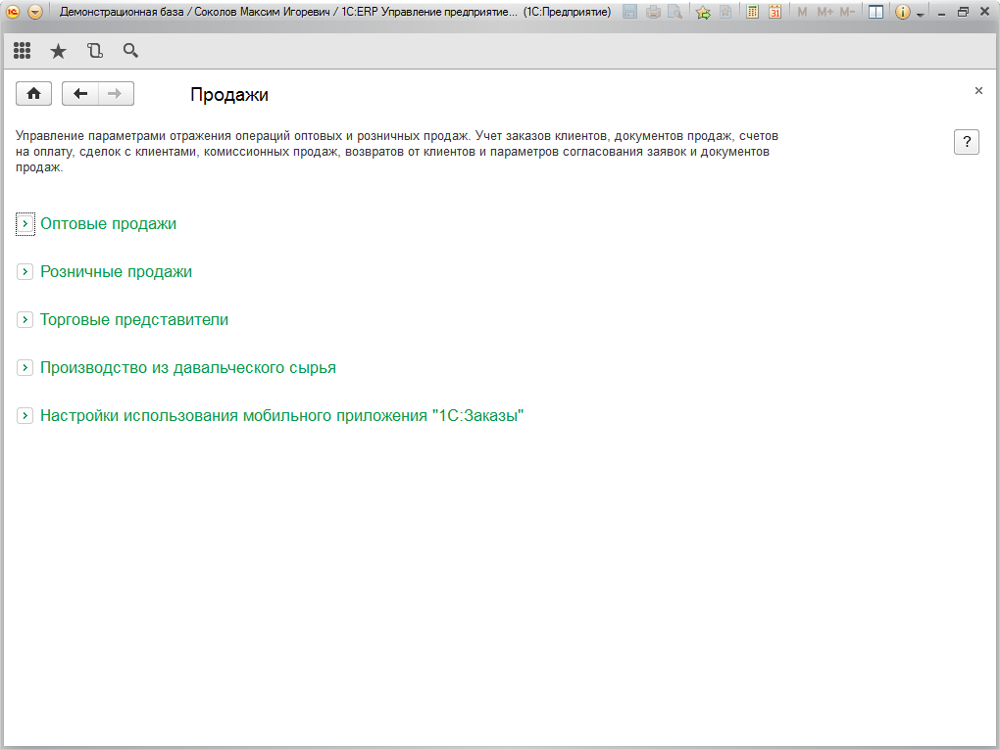 Демонстрационная база / Соколов Максим Игоревич / 1С:ERP Управление предприятие... (1С:Предприятие)
31
M M+ M-
Продажи
Управление параметрами отражения операций оптовых и розничных продаж. Учет заказов клиентов, документов продаж, счетов
на оплату, сделок с клиентами, комиссионных продаж, возвратов от клиентов и параметров согласования заявок и документов
продаж.
?
Оптовые продажи
Розничные продажи
Торговые представители
Производство из давальческого сырья
Настройки использования мобильного приложения "1С:Заказы"